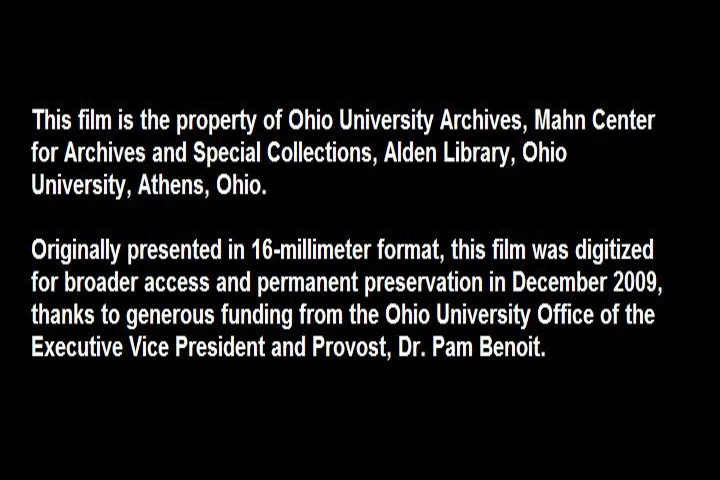 This film is the property of Ohio University Archives, Mahn Center
for Archives and Special Collections, Alden Library, Ohio
University, Athens, Ohio.
Originally presented in 16-millimeter format, this film was digitized
for broader access and permanent preservation in December 2009,
thanks to generous funding from the Ohio University Office of the
Executive Vice President and Provost, Dr. Pam Benoit.